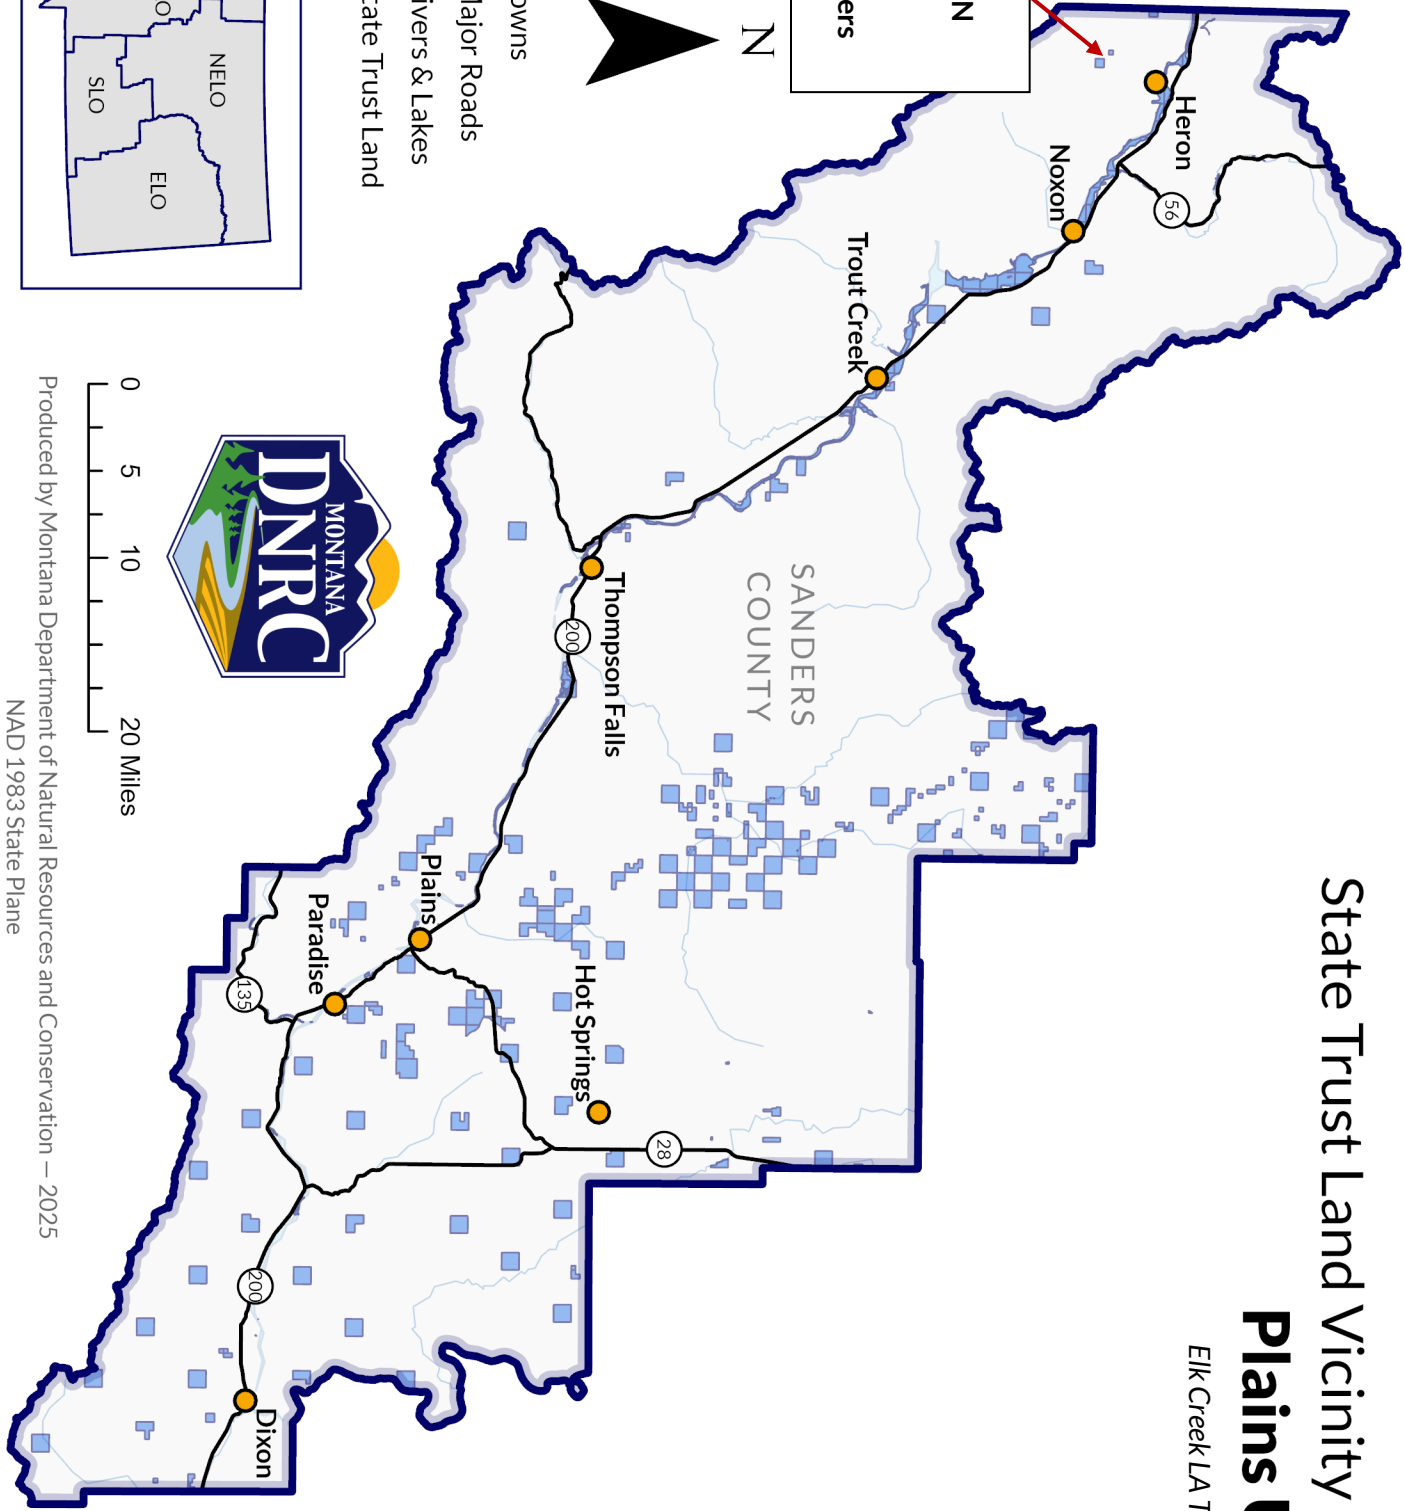 State Trust Land Vicinity
Plains
Elk Creek LA T
N
ers
N
owns
Major Roads
ivers & Lakes
ate Trust Land
NELO
SLO
ELO
O
Heron
56
Noxon
Trout Creek
SANDERS
COUNTY
Thompson Falls
200
Plains
Paradise
135
Hot Springs
28
200
Dixon
MONTANA
DNRC
0 5 10 20 Miles
Produced by Montana Department of Natural Resources and Conservation – 2025
NAD 1983 State Plane